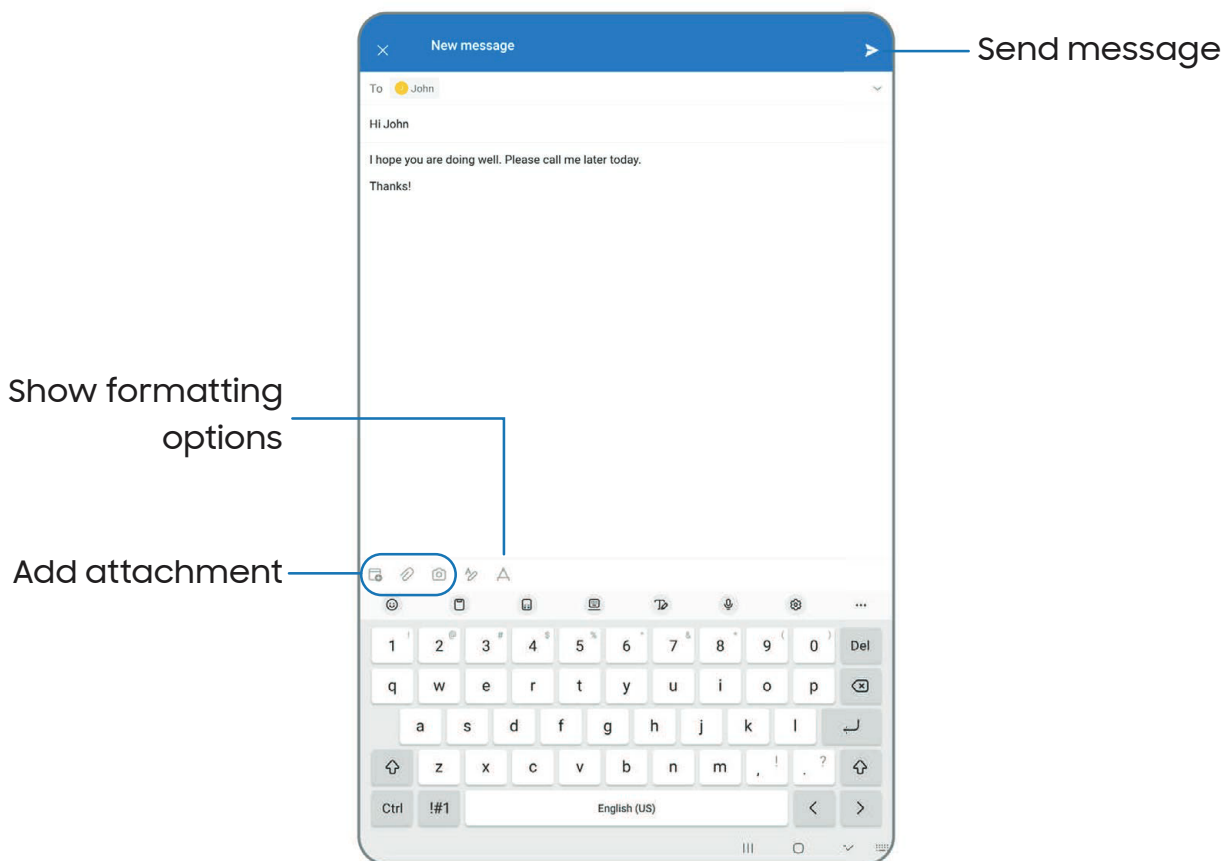 New message
Send message
To John
Hi John
I hope you are doing well. Please call me later today.
Thanks!
Show formatting
options
Add attachment
1 ! 2 @ 3 # 4 $ 5 % 6 ^ 7 & 8 * 9 ( 0 ) Del
q w e r t y u i o p
a s d f g h j k l
z x c v b n m , ! . ?
Ctrl !#1 English (US) < >